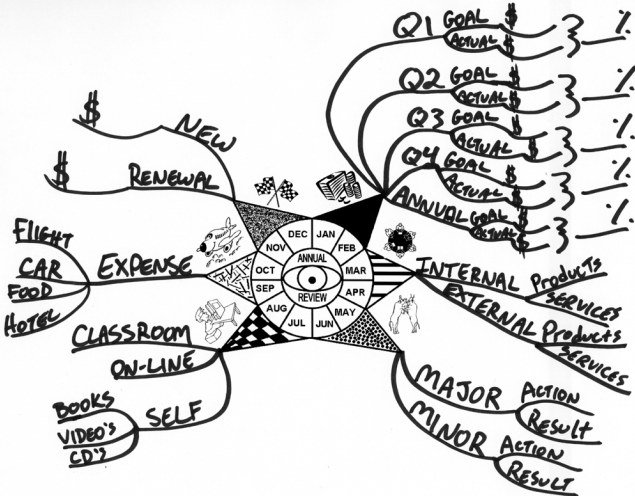 ANNUAL
REVIEW
JAN
FEB
MAR
APR
MAY
JUN
JUL
AUG
SEP
OCT
NOV
DEC
Q1 GOAL $
ACTUAL $
%
Q2 GOAL $
ACTUAL $
%
Q3 GOAL $
ACTUAL $
%
Q4 GOAL $
ACTUAL $
%
ANNUAL GOAL $
ACTUAL $
%
INTERNAL
Products
SERVICES
EXTERNAL
Products
SERVICES
MAJOR
ACTION
Result
MINOR
ACTION
Result
SELF
BOOKS
VIDEO'S
CD'S
ON-LINE
CLASSROOM
EXPENSE
FLIGHT
CAR
FOOD
HOTEL
RENEWAL
$
NEW
$